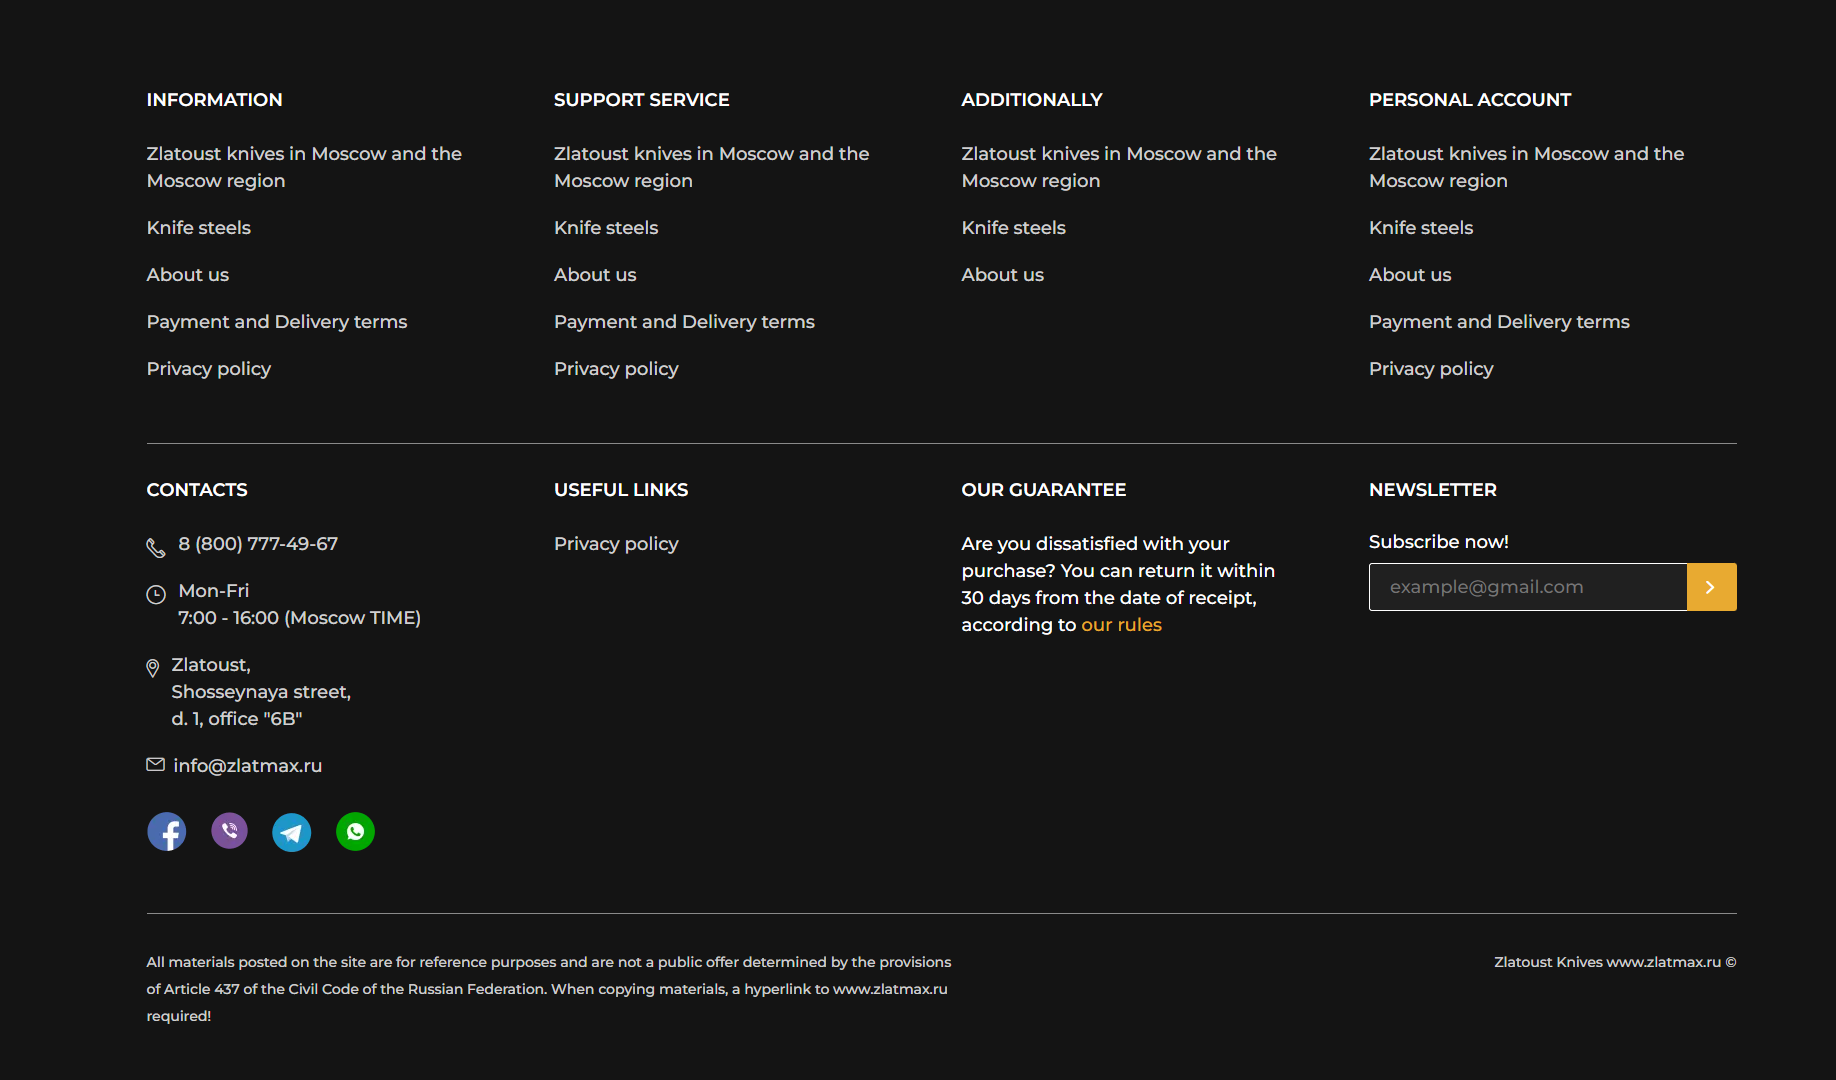 INFORMATION
Zlatoust knives in Moscow and the
Moscow region
Knife steels
About us
Payment and Delivery terms
Privacy policy
SUPPORT SERVICE
Zlatoust knives in Moscow and the
Moscow region
Knife steels
About us
Payment and Delivery terms
Privacy policy
ADDITIONALLY
Zlatoust knives in Moscow and the
Moscow region
Knife steels
About us
PERSONAL ACCOUNT
Zlatoust knives in Moscow and the
Moscow region
Knife steels
About us
Payment and Delivery terms
Privacy policy
CONTACTS
8 (800) 777-49-67
Mon-Fri
7:00 - 16:00 (Moscow TIME)
Zlatoust,
Shosseynaya street,
d. 1, office "6B"
info@zlatmax.ru
USEFUL LINKS
Privacy policy
OUR GUARANTEE
Are you dissatisfied with your
purchase? You can return it within
30 days from the date of receipt,
according to our rules
NEWSLETTER
Subscribe now!
example@gmail.com
All materials posted on the site are for reference purposes and are not a public offer determined by the provisions
of Article 437 of the Civil Code of the Russian Federation. When copying materials, a hyperlink to www.zlatmax.ru
required!
Zlatoust Knives www.zlatmax.ru ©